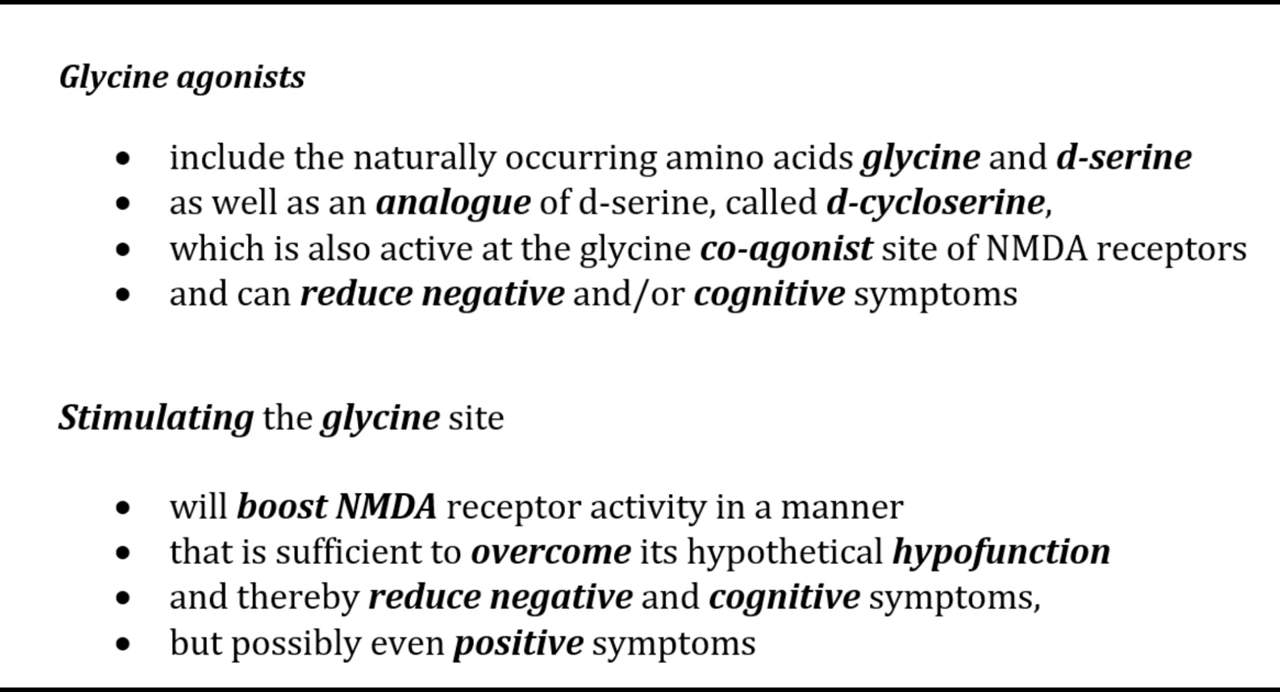 Glycine agonists
• include the naturally occurring amino acids glycine and d-serine
• as well as an analogue of d-serine, called d-cycloserine,
• which is also active at the glycine co-agonist site of NMDA receptors
• and can reduce negative and/or cognitive symptoms
Stimulating the glycine site
• will boost NMDA receptor activity in a manner
• that is sufficient to overcome its hypothetical hypofunction
• and thereby reduce negative and cognitive symptoms,
• but possibly even positive symptoms